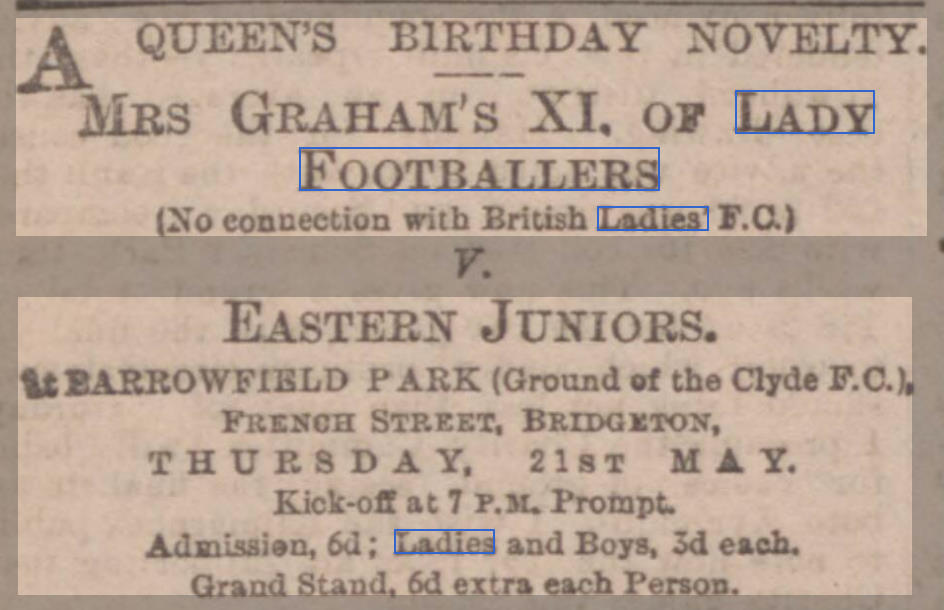 A QUEEN'S BIRTHDAY NOVELTY.
MRS GRAHAM'S XI. OF LADY
FOOTBALLERS
(No connection with British Ladies' F.C.)
V.
EASTERN JUNIORS.
At BARROWFIELD PARK (Ground of the Clyde F.C.),
FRENCH STREET, BRIDGETON,
THURSDAY, 21ST MAY.
Kick-off at 7 P.M. Prompt.
Admission, 6d; Ladies and Boys, 3d each.
Grand Stand, 6d extra each Person.